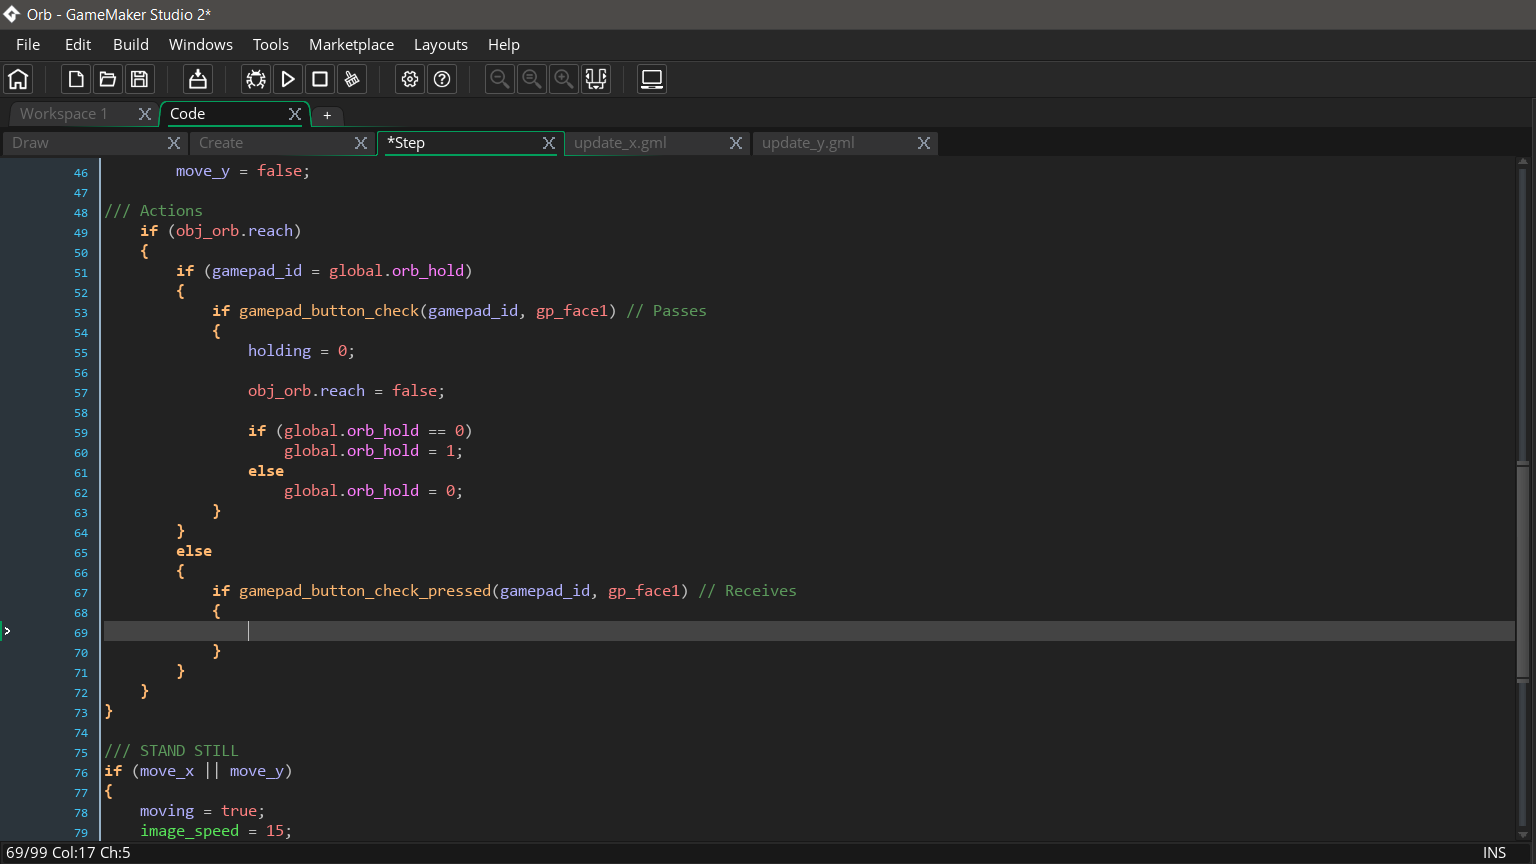 Orb - GameMaker Studio 2*
File Edit Build Windows Tools Marketplace Layouts Help
Workspace 1 Code +
Draw Create *Step update_x.gml update_y.gml
46 move_y = false;
47
48 /// Actions
49 if (obj_orb.reach)
50 {
51 if (gamepad_id = global.orb_hold)
52 {
53 if gamepad_button_check(gamepad_id, gp_face1) // Passes
54 {
55 holding = 0;
56
57 obj_orb.reach = false;
58
59 if (global.orb_hold == 0)
60 global.orb_hold = 1;
61 else
62 global.orb_hold = 0;
63 }
64 }
65 else
66 {
67 if gamepad_button_check_pressed(gamepad_id, gp_face1) // Receives
68 {
69
70 }
71 }
72 }
73 }
74
75 /// STAND STILL
76 if (move_x || move_y)
77 {
78 moving = true;
79 image_speed = 15;
69/99 Col:17 Ch:5 INS